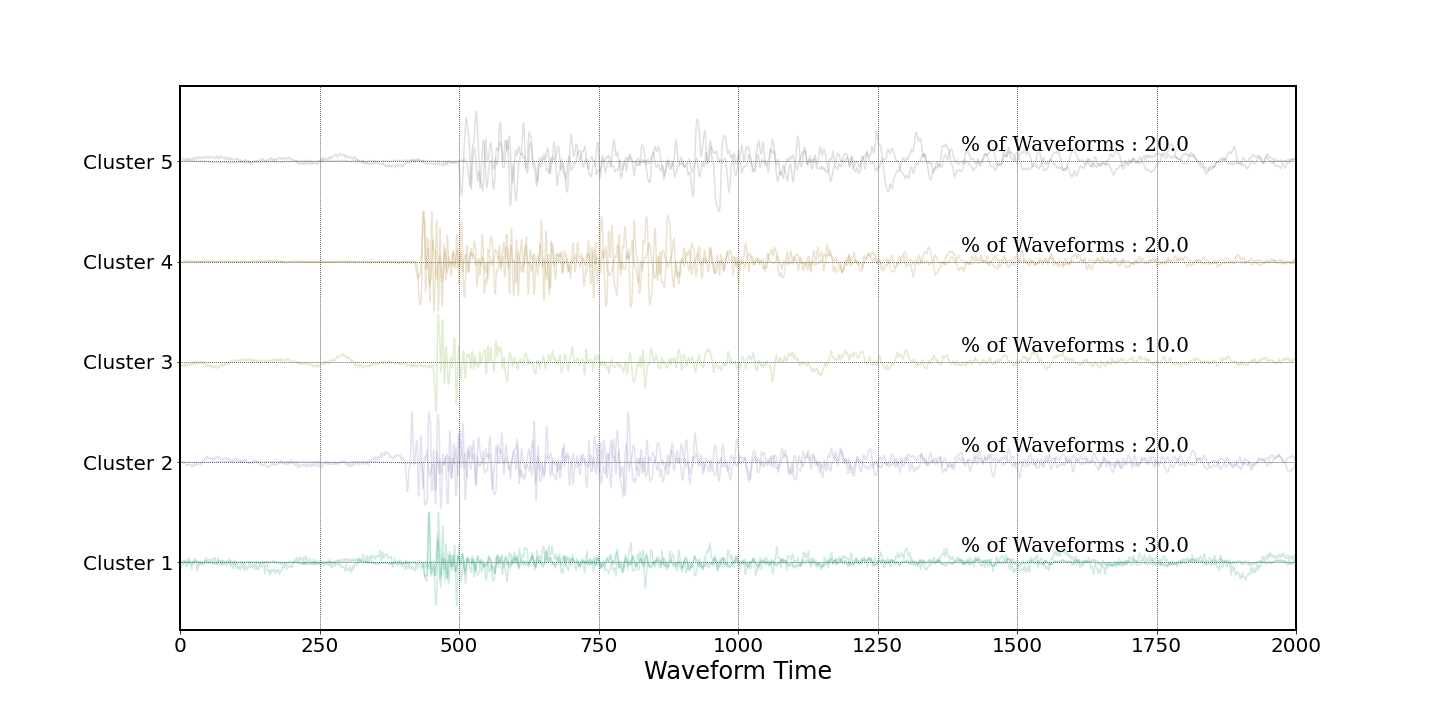 Cluster 5
% of Waveforms : 20.0
Cluster 4
% of Waveforms : 20.0
Cluster 3
% of Waveforms : 10.0
Cluster 2
% of Waveforms : 20.0
Cluster 1
% of Waveforms : 30.0
0 250 500 750 1000 1250 1500 1750 2000
Waveform Time